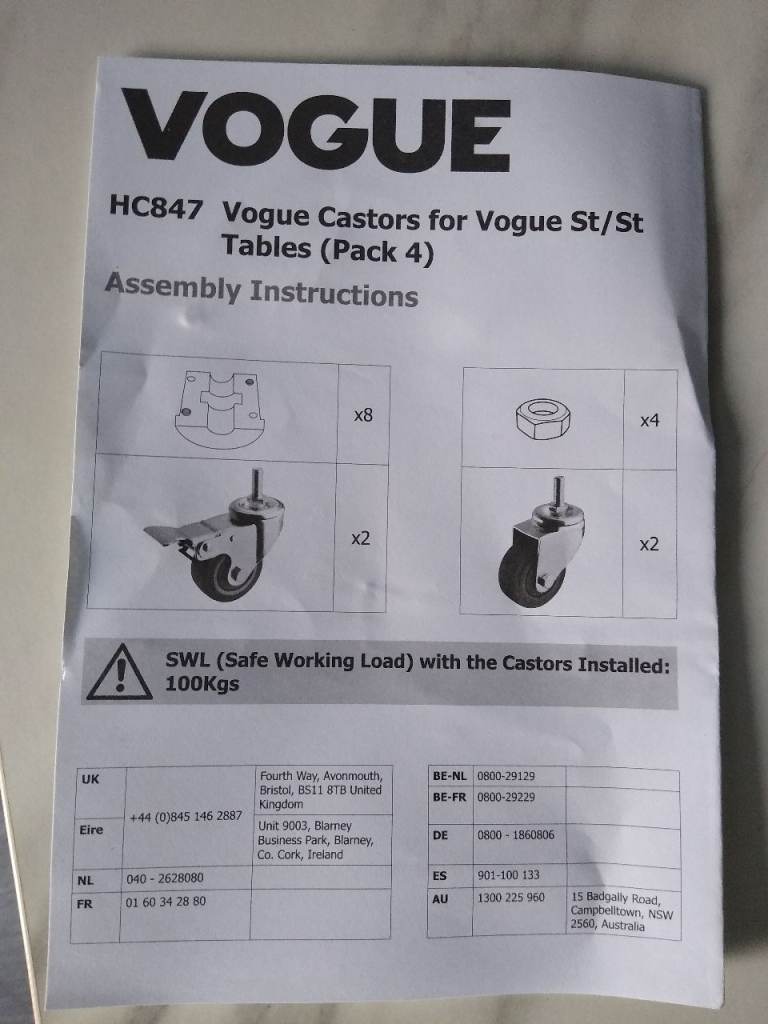 VOGUE
HC847 Vogue Castors for Vogue St/St
Tables (Pack 4)
Assembly Instructions
x8
x4
x2
x2
SWL (Safe Working Load) with the Castors Installed:
100Kgs
UK
+44 (0)845 146 2887
Fourth Way, Avonmouth,
Bristol, BS11 8TB United
Kingdom
Eire
Unit 9003, Blarney
Business Park, Blarney,
Co. Cork, Ireland
NL 040 - 2628080
FR 01 60 34 28 80
BE-NL 0800-29129
BE-FR 0800-29229
DE 0800 - 1860806
ES 901-100 133
AU 1300 225 960
15 Badgally Road,
Campbelltown, NSW
2560, Australia